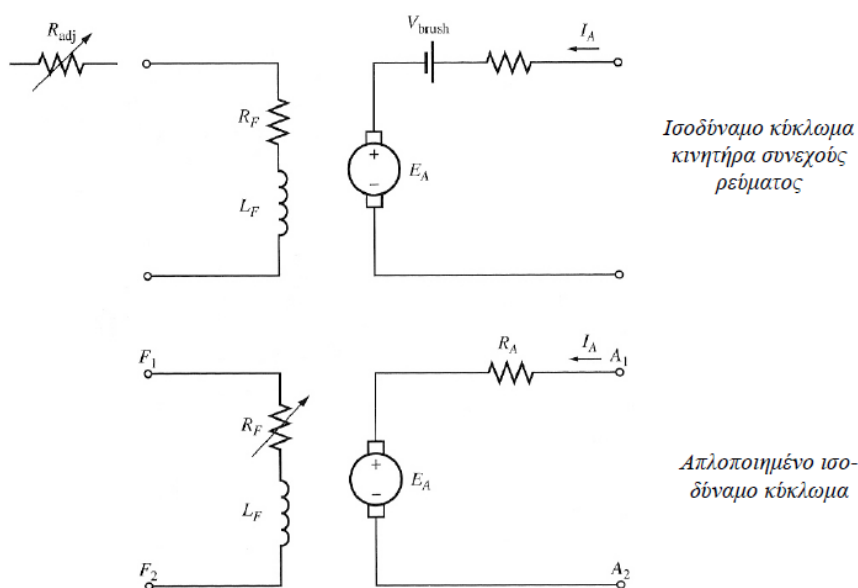 R_adj
V_brush
I_A
R_F
L_F
E_A
Ισοδύναμο κύκλωμα
κινητήρα συνεχούς
ρεύματος
F_1
R_A
I_A
A_1
R_F
L_F
E_A
Απλοποιημένο ισο-
δύναμο κύκλωμα
F_2
A_2